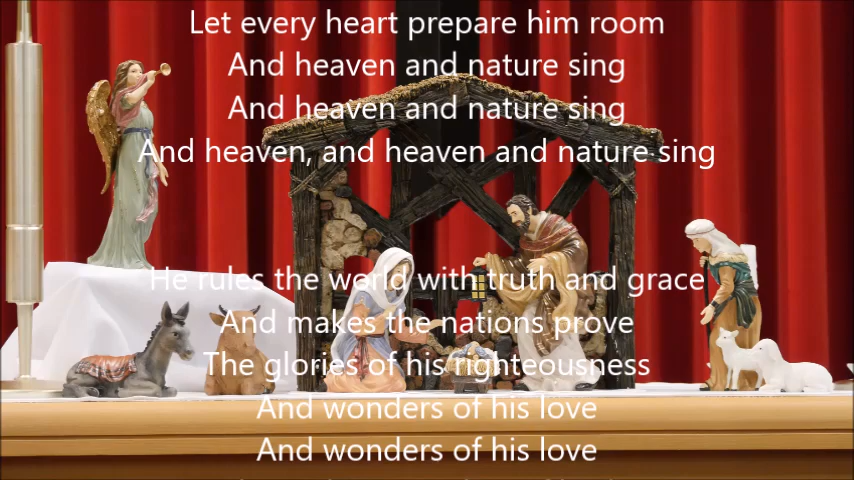 Let every heart prepare him room
And heaven and nature sing
And heaven and nature sing
And heaven, and heaven and nature sing
He rules the world with truth and grace
And makes the nations prove
The glories of his righteousness
And wonders of his love
And wonders of his love